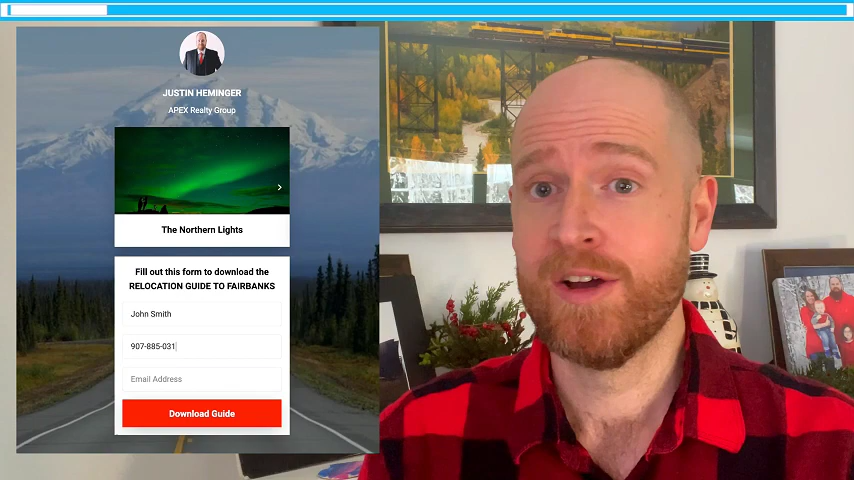 JUSTIN HEMINGER
APEX Realty Group
The Northern Lights
Fill out this form to download the
RELOCATION GUIDE TO FAIRBANKS
John Smith
907-885-031
Email Address
Download Guide